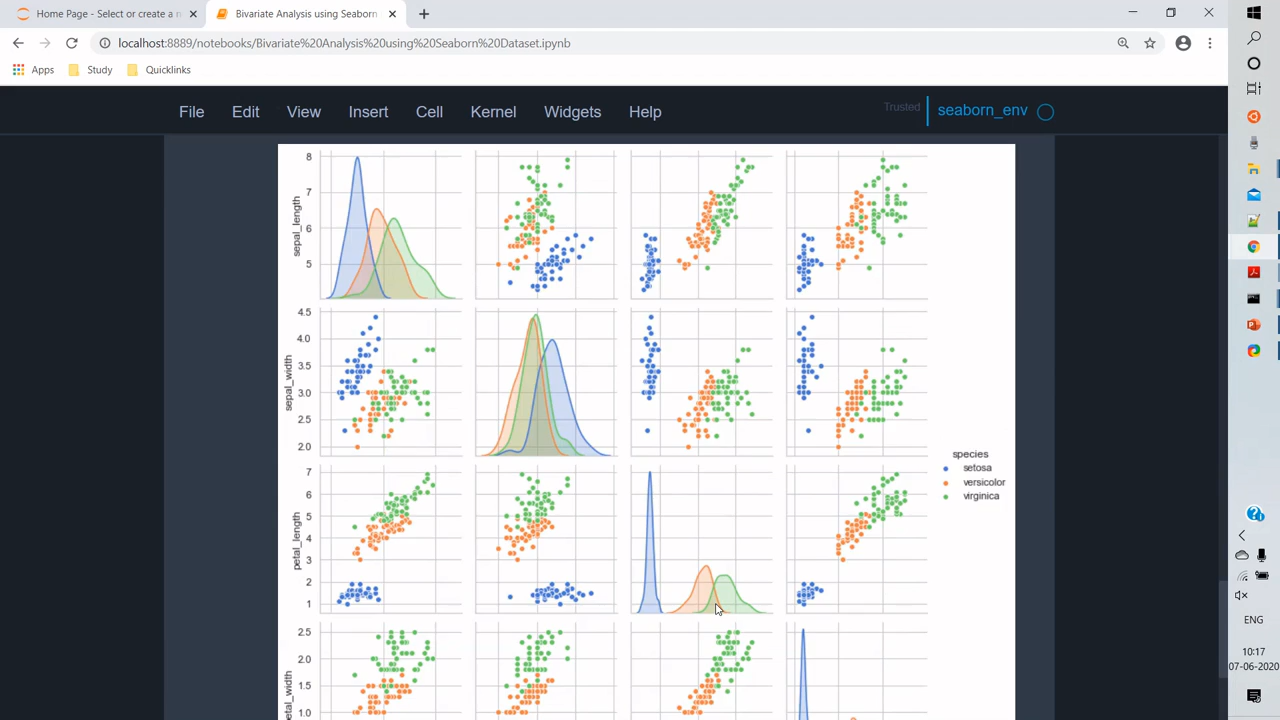 Home Page - Select or create a n
Bivariate Analysis using Seaborn
localhost:8889/notebooks/Bivariate%20Analysis%20using%20Seaborn%20Dataset.ipynb
Apps Study Quicklinks
File Edit View Insert Cell Kernel Widgets Help Trusted seaborn_env
8
7
6
5
sepal_length
4.5
4.0
3.5
3.0
2.5
2.0
sepal_width
species
setosa
versicolor
virginica
7
6
5
4
3
2
1
petal_length
2.5
2.0
1.5
1.0
etal_width
ENG
10:17
07-06-2020